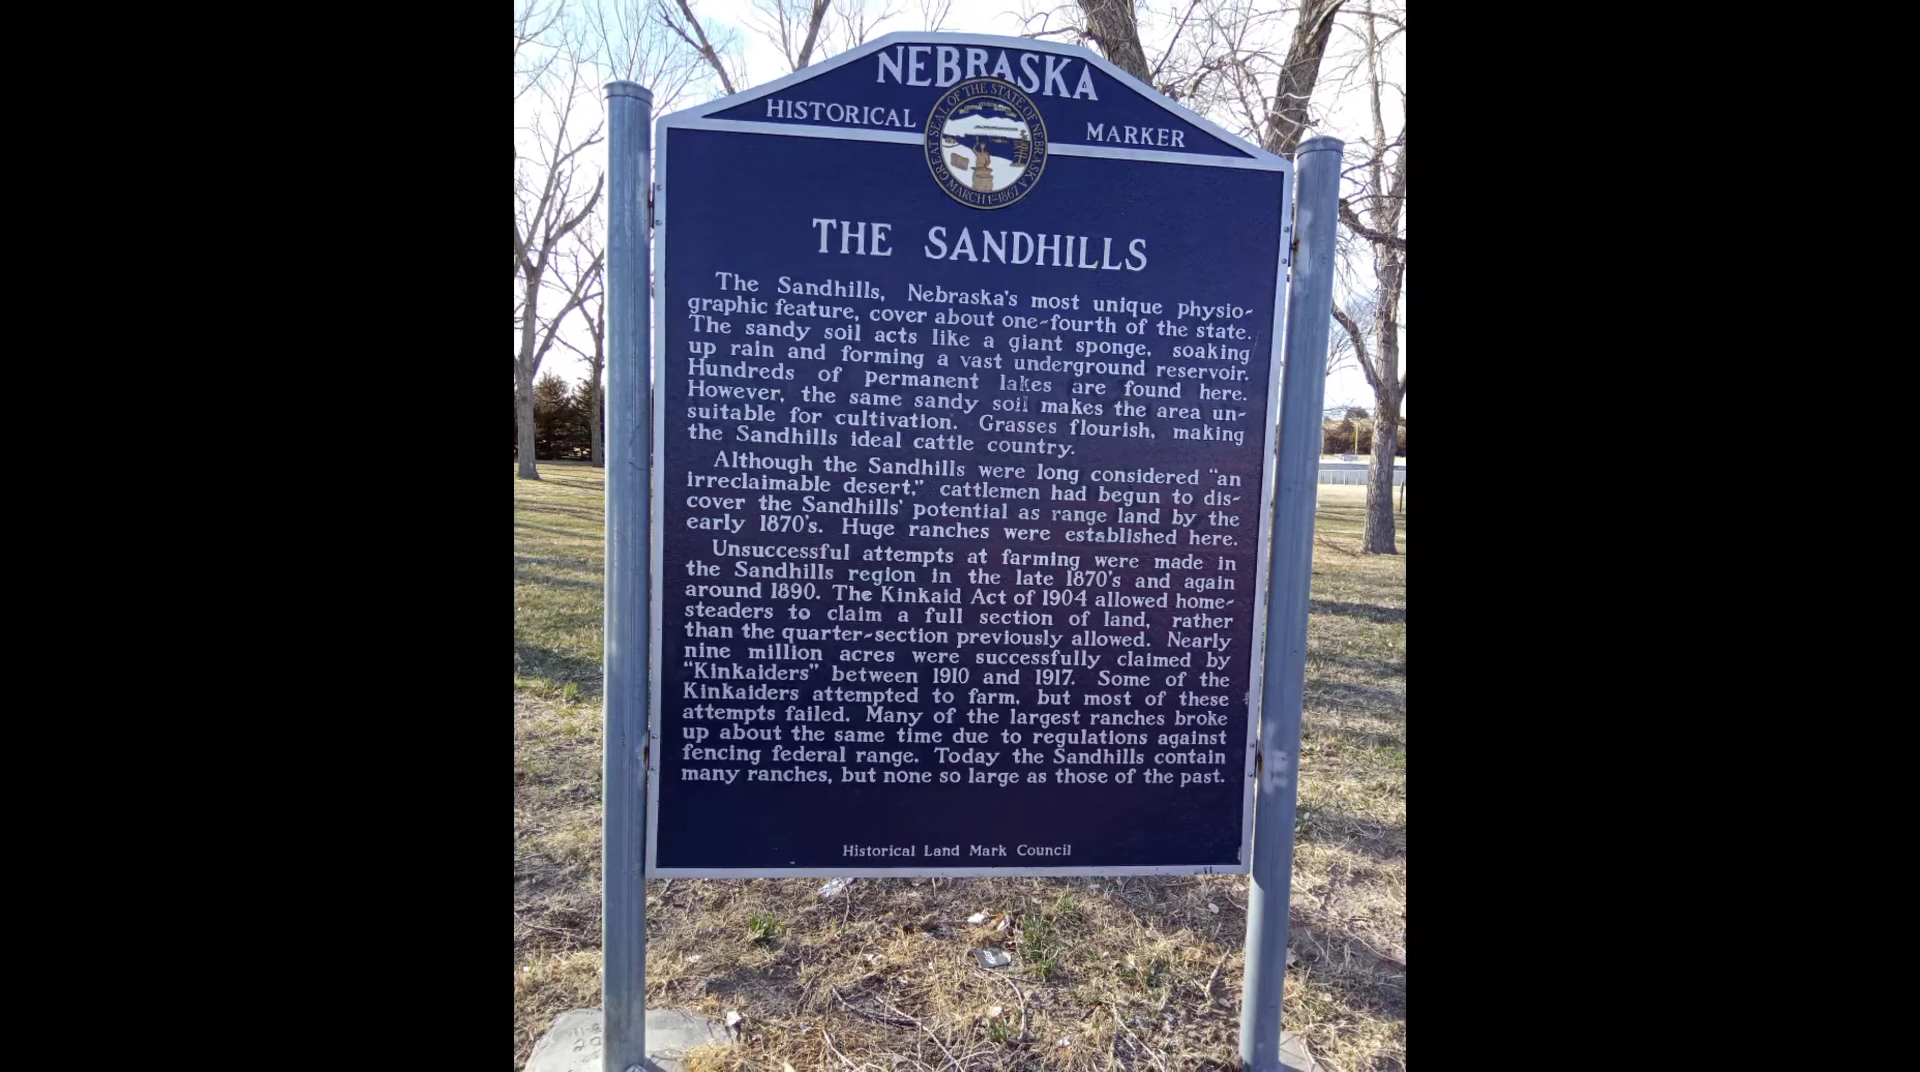 NEBRASKA
HISTORICAL MARKER
GREAT SEAL OF THE STATE OF NEBRASKA
MARCH 1ST 1867
THE SANDHILLS
The Sandhills, Nebraska's most unique physio-
graphic feature, cover about one-fourth of the state.
The sandy soil acts like a giant sponge, soaking
up rain and forming a vast underground reservoir.
Hundreds of permanent lakes are found here.
However, the same sandy soil makes the area un-
suitable for cultivation. Grasses flourish, making
the Sandhills ideal cattle country.
Although the Sandhills were long considered "an
irreclaimable desert," cattlemen had begun to dis-
cover the Sandhills' potential as range land by the
early 1870's. Huge ranches were established here.
Unsuccessful attempts at farming were made in
the Sandhills region in the late 1870's and again
around 1890. The Kinkaid Act of 1904 allowed home-
steaders to claim a full section of land, rather
than the quarter-section previously allowed. Nearly
nine million acres were successfully claimed by
"Kinkaiders" between 1910 and 1917. Some of the
Kinkaiders attempted to farm, but most of these
attempts failed. Many of the largest ranches broke
up about the same time due to regulations against
fencing federal range. Today the Sandhills contain
many ranches, but none so large as those of the past.
Historical Land Mark Council